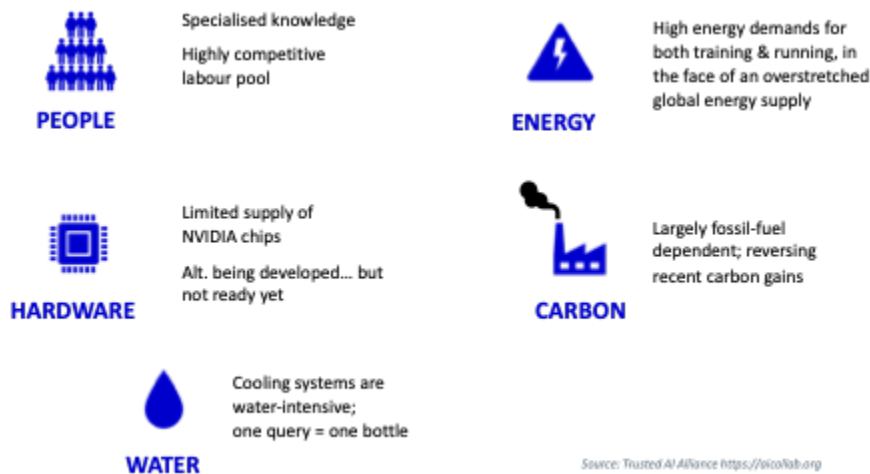 Specialised knowledge
Highly competitive
labour pool
PEOPLE
High energy demands for
both training & running, in
the face of an overstretched
global energy supply
ENERGY
Limited supply of
NVIDIA chips
Alt. being developed... but
not ready yet
HARDWARE
Largely fossil-fuel
dependent; reversing
recent carbon gains
CARBON
Cooling systems are
water-intensive;
one query = one bottle
WATER
Source: Trusted AI Alliance https://aicollab.org